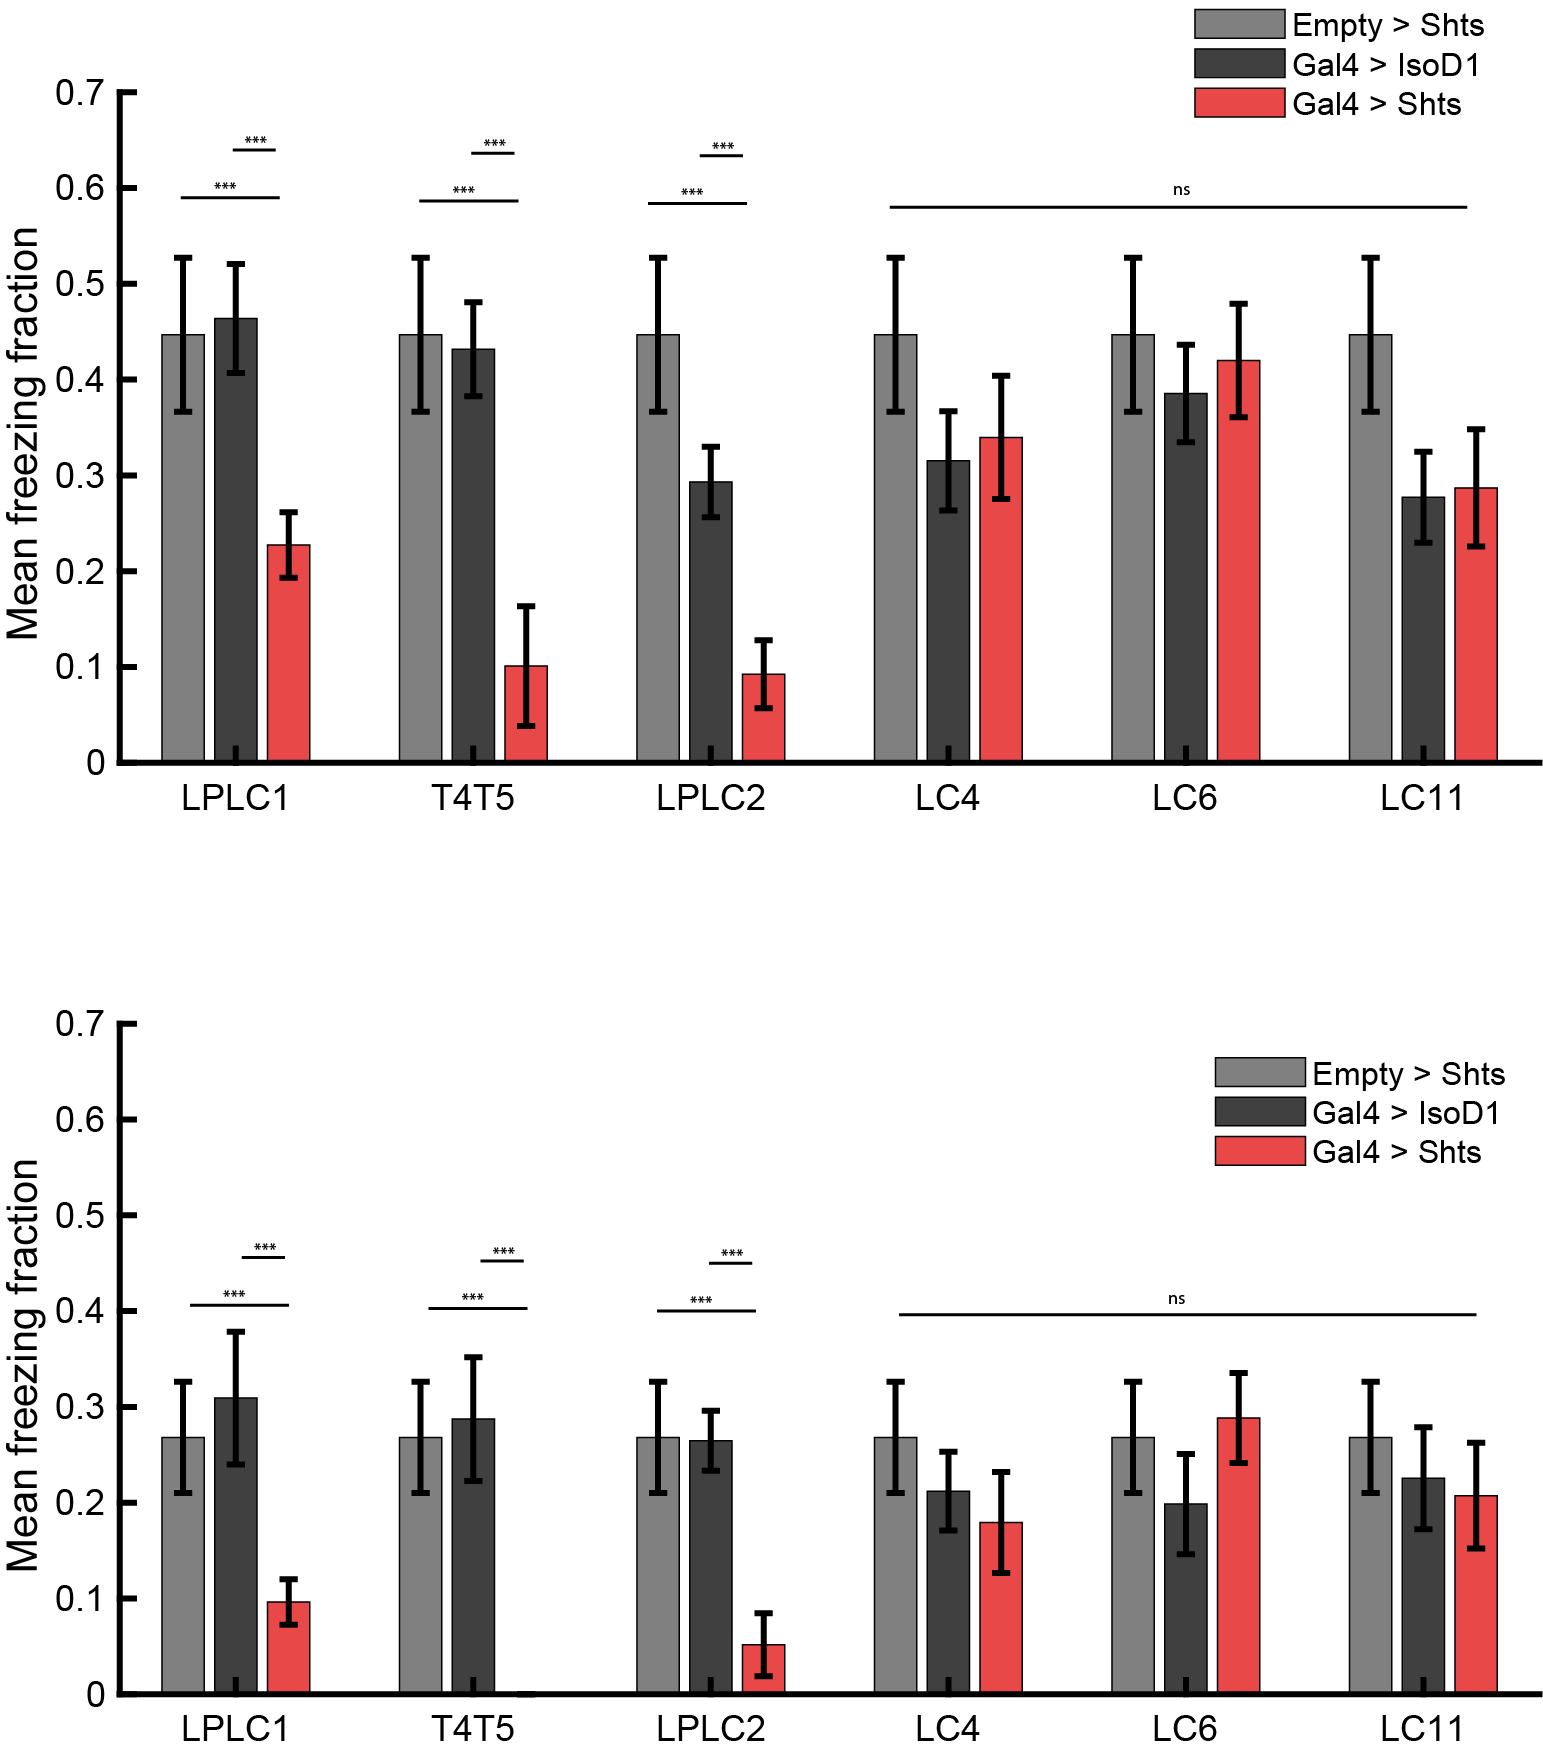 Empty > Shts
Gal4 > IsoD1
Gal4 > Shts
0.7
0.6
0.5
0.4
0.3
0.2
0.1
0
Mean freezing fraction
***
***
***
***
***
***
ns
LPLC1 T4T5 LPLC2 LC4 LC6 LC11
0.7
0.6
0.5
0.4
0.3
0.2
0.1
0
Mean freezing fraction
Empty > Shts
Gal4 > IsoD1
Gal4 > Shts
***
***
***
***
***
***
ns
LPLC1 T4T5 LPLC2 LC4 LC6 LC11